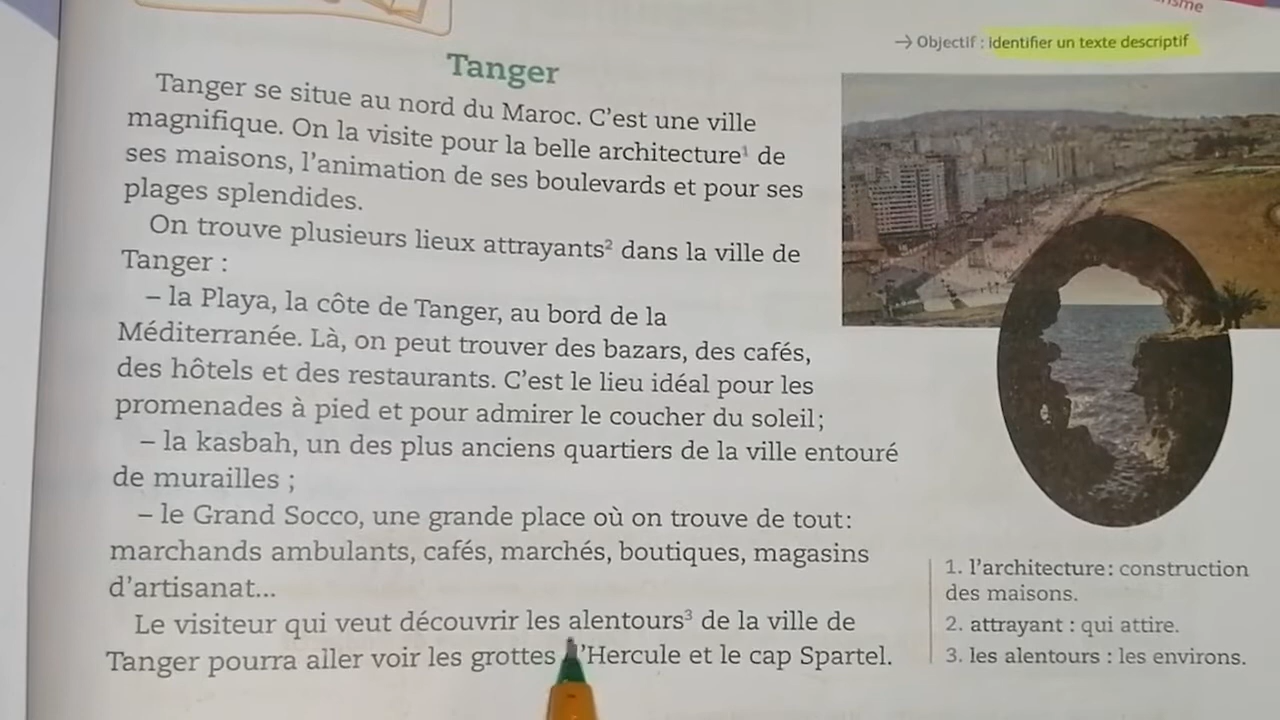 → Objectif : identifier un texte descriptif
Tanger
Tanger se situe au nord du Maroc. C'est une ville
magnifique. On la visite pour la belle architecture¹ de
ses maisons, l'animation de ses boulevards et pour ses
plages splendides.
On trouve plusieurs lieux attrayants² dans la ville de
Tanger :
– la Playa, la côte de Tanger, au bord de la
Méditerranée. Là, on peut trouver des bazars, des cafés,
des hôtels et des restaurants. C'est le lieu idéal pour les
promenades à pied et pour admirer le coucher du soleil;
– la kasbah, un des plus anciens quartiers de la ville entouré
de murailles ;
– le Grand Socco, une grande place où on trouve de tout:
marchands ambulants, cafés, marchés, boutiques, magasins
d'artisanat...
Le visiteur qui veut découvrir les alentours³ de la ville de
Tanger pourra aller voir les grottes d'Hercule et le cap Spartel.
1. l'architecture: construction
des maisons.
2. attrayant : qui attire.
3. les alentours : les environs.